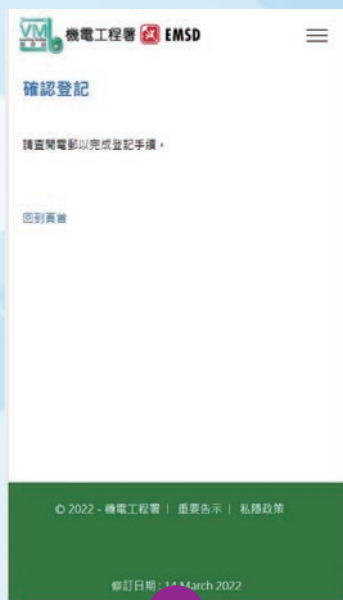 VM 機電工程署 EMSD
確認登記
請查閱電郵以完成登記手續。
回到頁首
© 2022 - 機電工程署 | 重要告示 | 私隱政策
修訂日期 : 14 March 2022